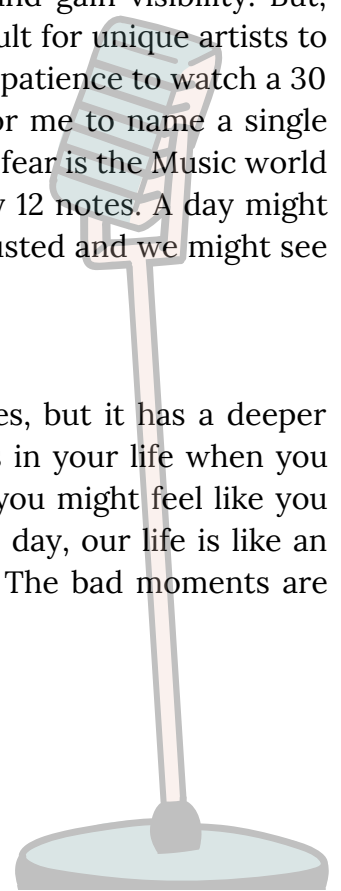 and gain visibility. But,
ult for unique artists to
patience to watch a 30
or me to name a single
fear is the Music world
12 notes. A day might
usted and we might see
es, but it has a deeper
in your life when you
you might feel like you
day, our life is like an
The bad moments are